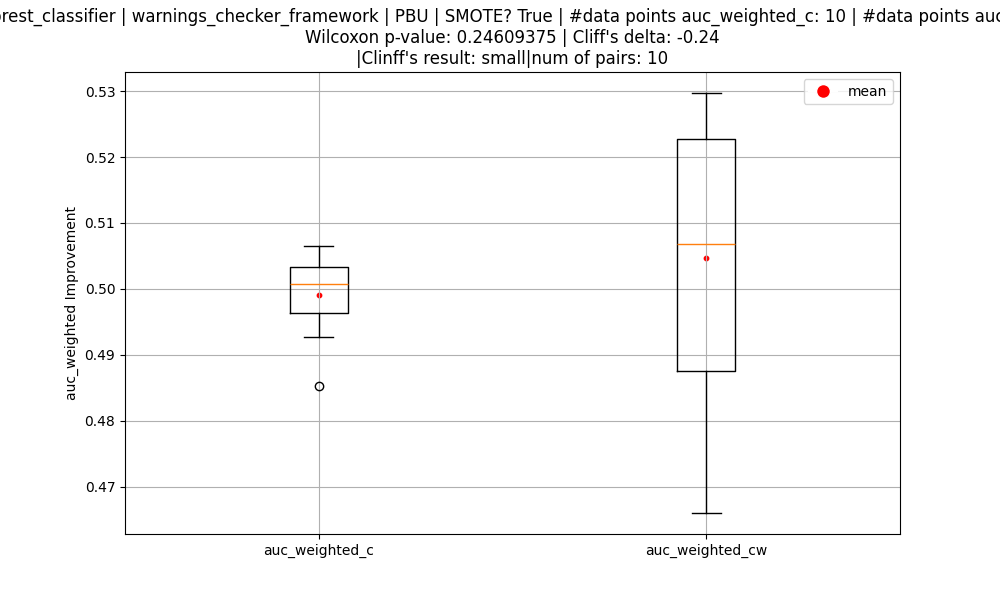 rest_classifier | warnings_checker_framework | PBU | SMOTE? True | #data points auc_weighted_c: 10 | #data points auc
Wilcoxon p-value: 0.24609375 | Cliff's delta: -0.24
|Clinff's result: small|num of pairs: 10
mean
0.53
0.52
0.51
0.50
0.49
0.48
0.47
auc_weighted Improvement
auc_weighted_c
auc_weighted_cw